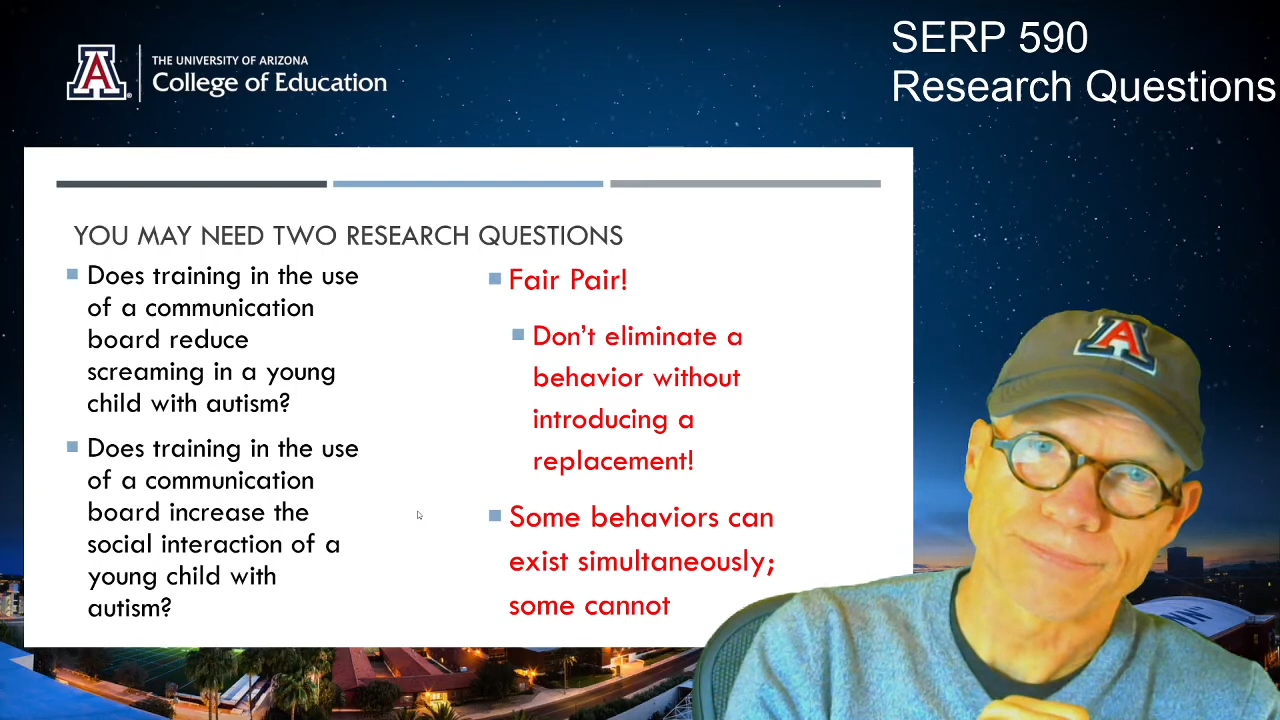 THE UNIVERSITY OF ARIZONA
College of Education
SERP 590
Research Questions
YOU MAY NEED TWO RESEARCH QUESTIONS
Does training in the use
of a communication
board reduce
screaming in a young
child with autism?
Does training in the use
of a communication
board increase the
social interaction of a
young child with
autism?
Fair Pair!
Don’t eliminate a
behavior without
introducing a
replacement!
Some behaviors can
exist simultaneously;
some cannot
A
A